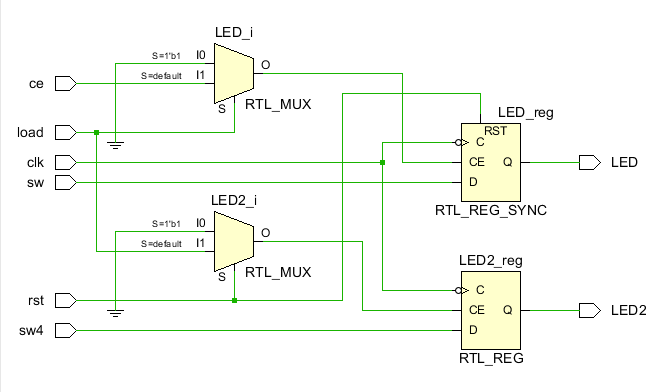 LED_i
S=1'b1 I0
O
ce
S=default I1
S
RTL_MUX
LED_reg
load
RST
C
clk
CE Q
LED
sw
D
LED2_i
RTL_REG_SYNC
S=1'b1 I0
O
S=default I1
LED2_reg
S
RTL_MUX
C
rst
CE Q
LED2
sw4
D
RTL_REG